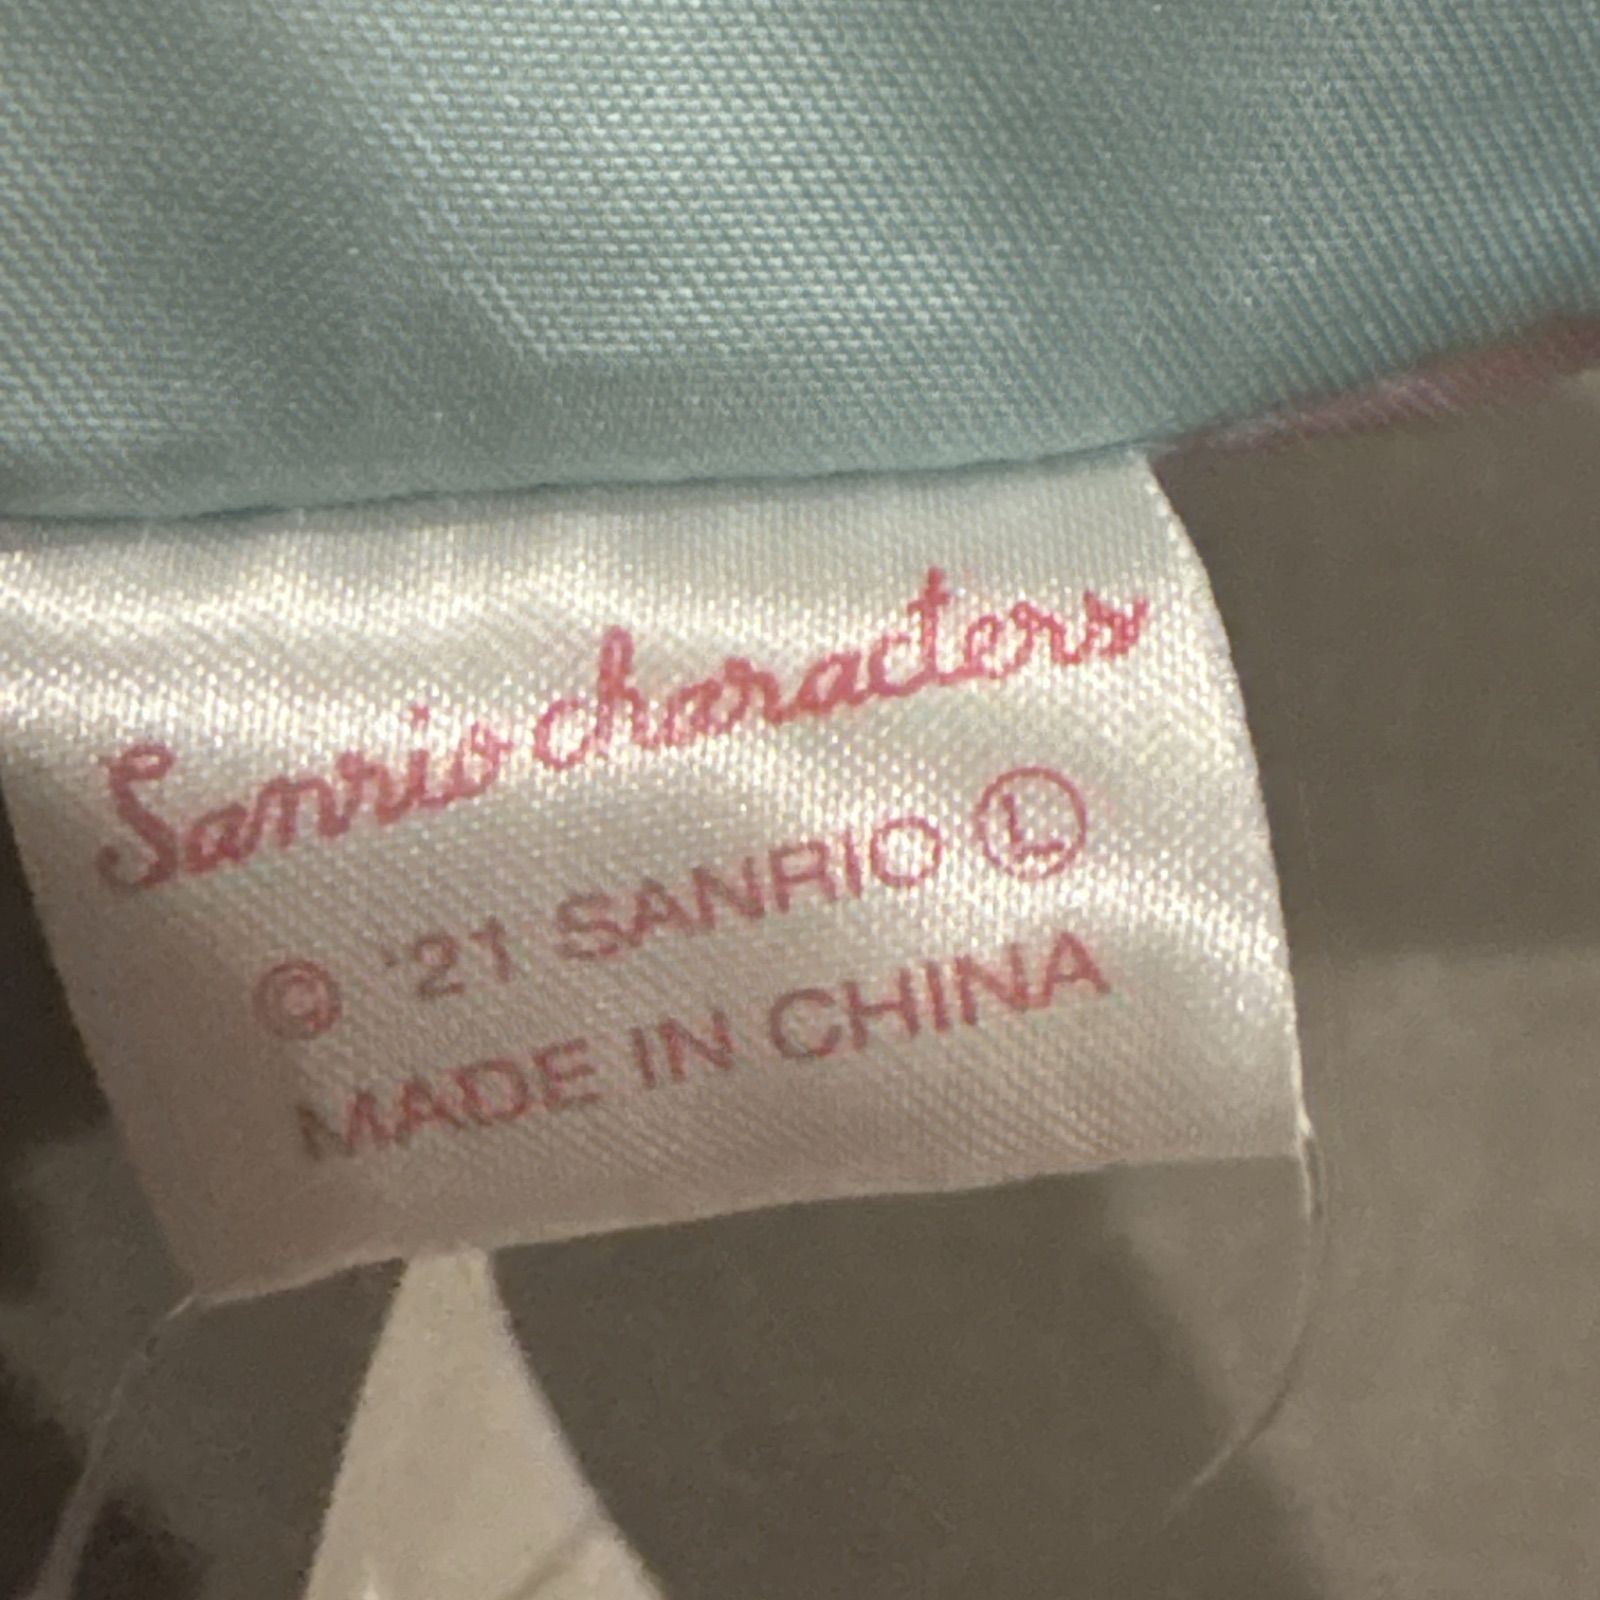 Sanrio characters
© '21 SANRIO Ⓛ
MADE IN CHINA